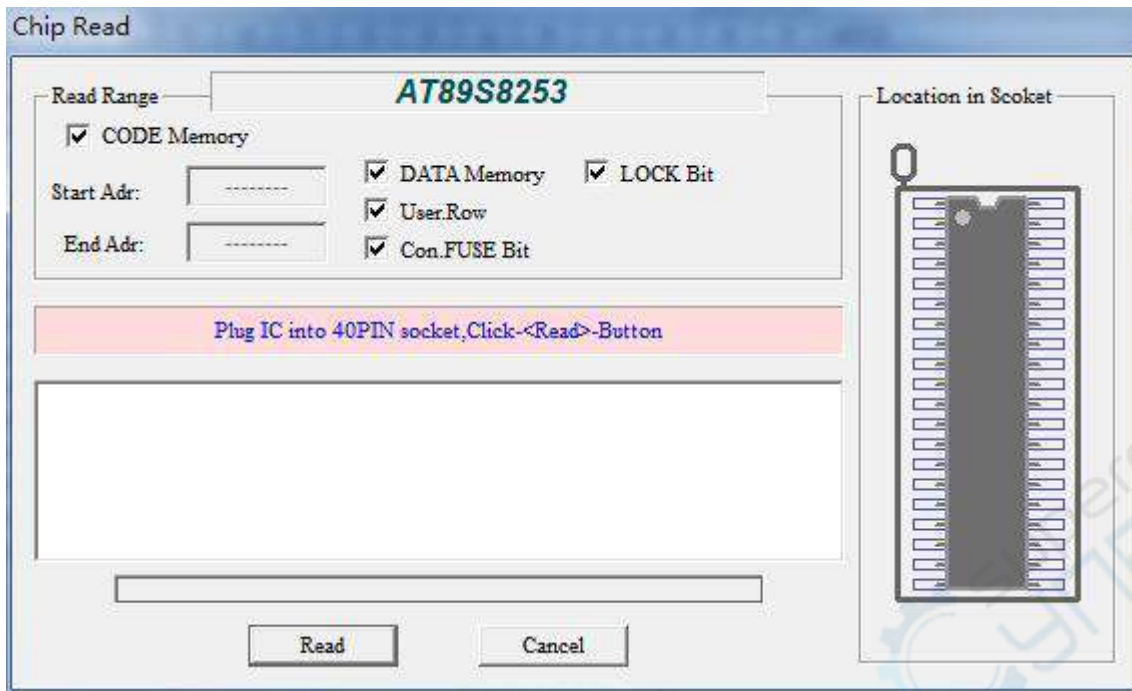 Chip Read
Read Range
AT89S8253
Location in Scoket
CODE Memory
Start Adr:
--------
DATA Memory
LOCK Bit
User.Row
End Adr:
--------
Con.FUSE Bit
Plug IC into 40PIN socket,Click-<Read>-Button
Read
Cancel